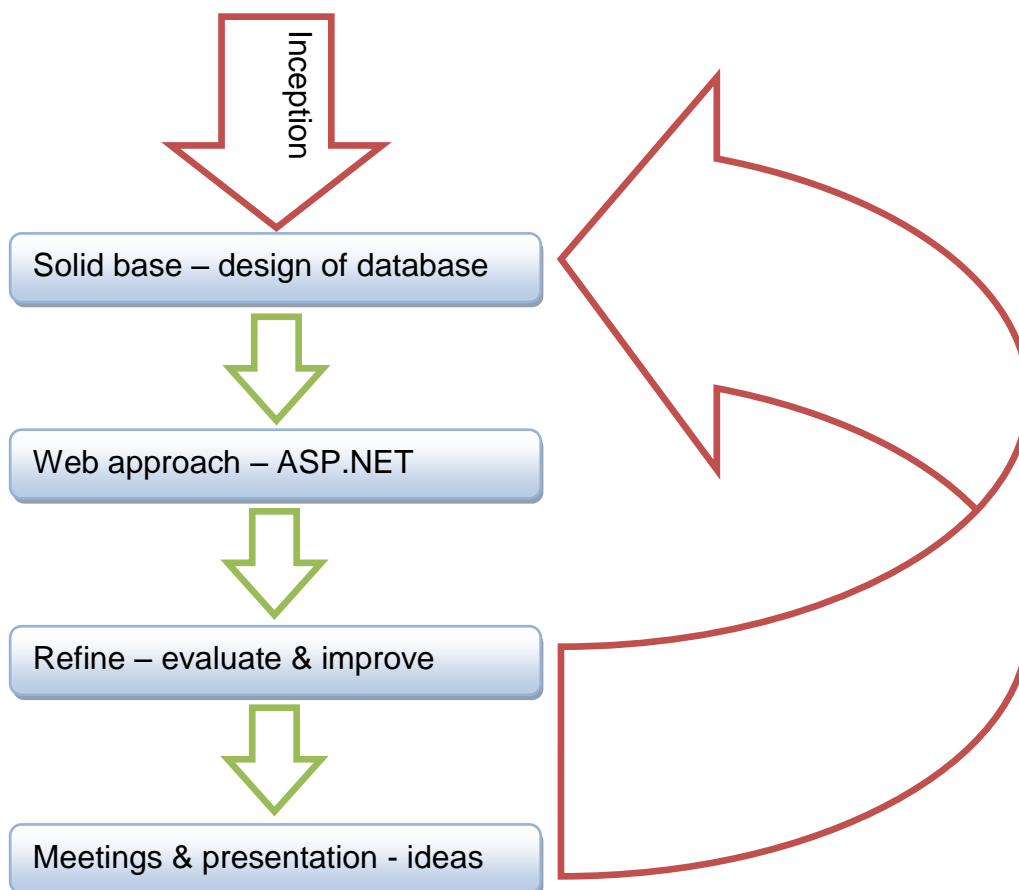 Inception
Solid base – design of database
Web approach – ASP.NET
Refine – evaluate & improve
Meetings & presentation - ideas